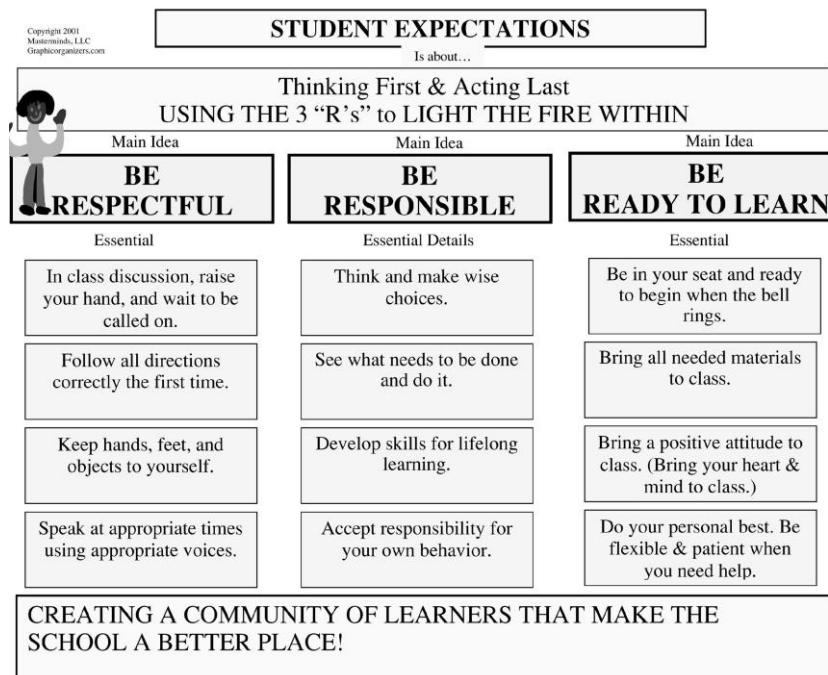 Copyright 2001
Masterminds, LLC
Graphicorganizers.com
STUDENT EXPECTATIONS
Is about…
Thinking First & Acting Last
USING THE 3 “R’s” to LIGHT THE FIRE WITHIN
Main Idea
BE
RESPECTFUL
Essential
In class discussion, raise
your hand, and wait to be
called on.
Follow all directions
correctly the first time.
Keep hands, feet, and
objects to yourself.
Speak at appropriate times
using appropriate voices.
Main Idea
BE
RESPONSIBLE
Essential Details
Think and make wise
choices.
See what needs to be done
and do it.
Develop skills for lifelong
learning.
Accept responsibility for
your own behavior.
Main Idea
BE
READY TO LEARN
Essential
Be in your seat and ready
to begin when the bell
rings.
Bring all needed materials
to class.
Bring a positive attitude to
class. (Bring your heart &
mind to class.)
Do your personal best. Be
flexible & patient when
you need help.
CREATING A COMMUNITY OF LEARNERS THAT MAKE THE
SCHOOL A BETTER PLACE!